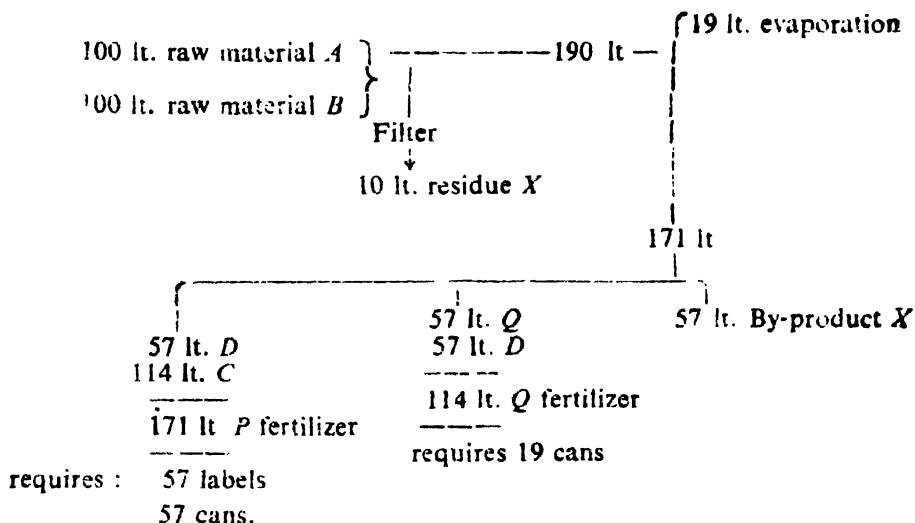 19 lt. evaporation
100 lt. raw material A
190 lt
100 lt. raw material B
Filter
10 lt. residue X
171 lt
57 lt. D
114 lt. C
171 lt P fertilizer
requires : 57 labels
57 cans.
57 lt. Q
57 lt. D
114 lt. Q fertilizer
requires 19 cans
57 lt. By-product X